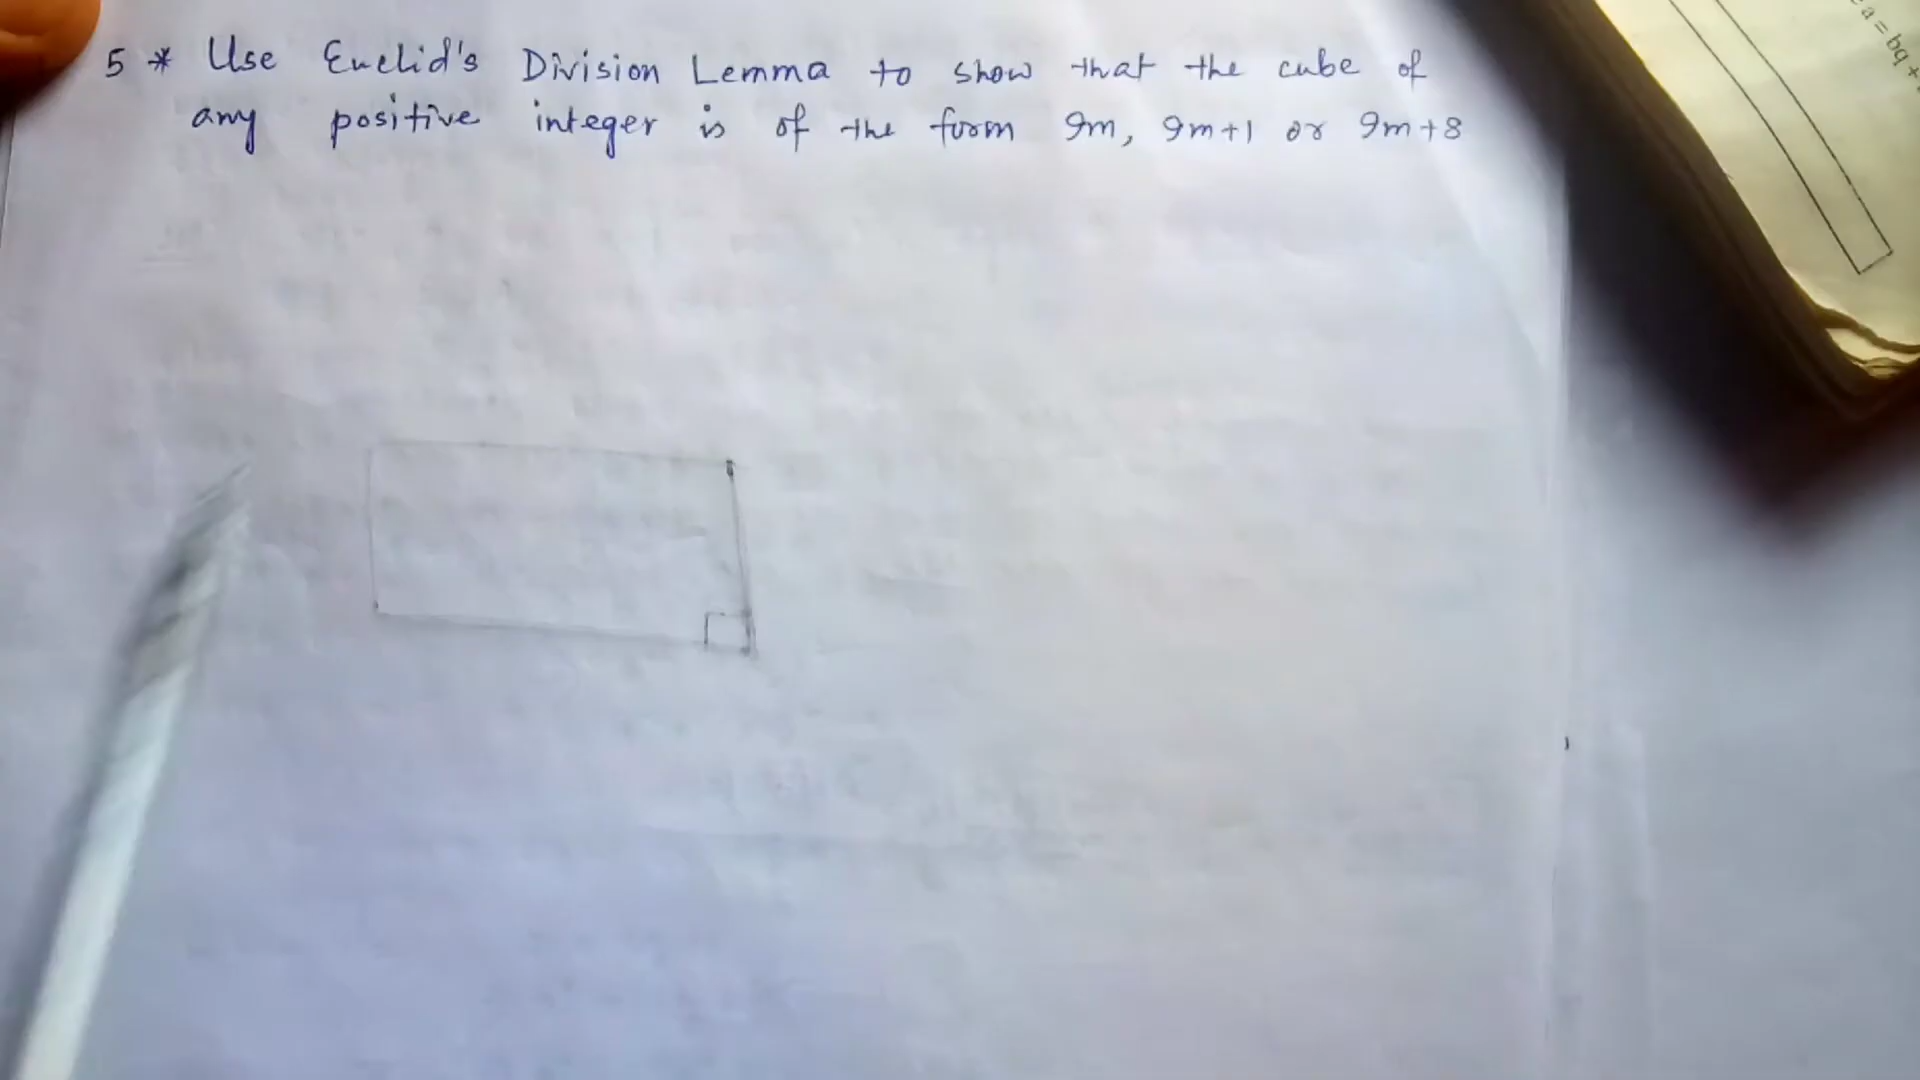 5 * Use Euclid's Division Lemma to show that the cube of
any positive integer is of the form 9m, 9m+1 or 9m+8
a = bq +